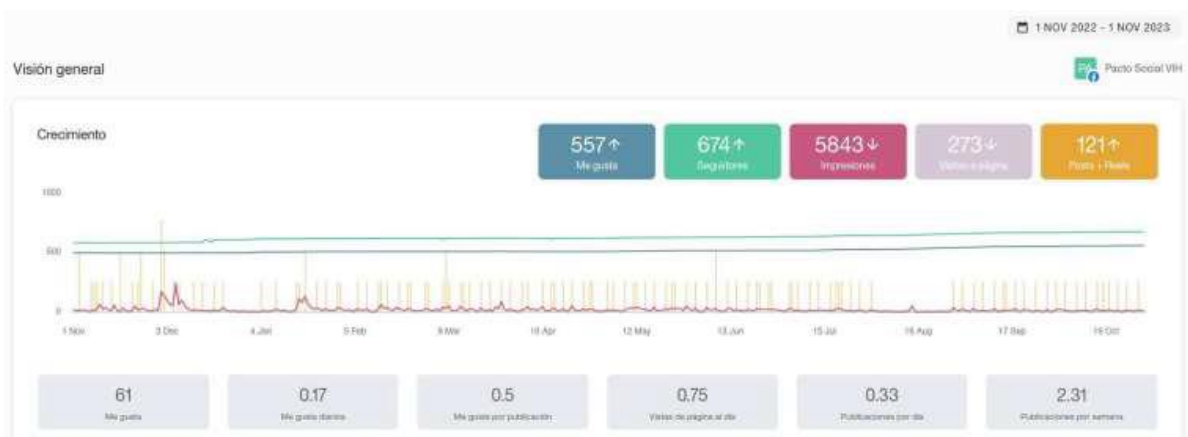 1 NOV 2022 - 1 NOV 2023
Visión general
Pacto Social VIH
Crecimiento
557↑
Me gusta
674↑
Seguidores
5843↓
Impresiones
273↓
Visitas a página
121↑
Posts + Reels
1000
500
0
1 Nov
3 Dec
4 Jan
5 Feb
9 Mar
10 Apr
12 May
13 Jun
15 Jul
16 Aug
17 Sep
19 Oct
61
Me gusta
0.17
Me gusta diarios
0.5
Me gusta por publicación
0.75
Visitas de página al día
0.33
Publicaciones por día
2.31
Publicaciones por semana